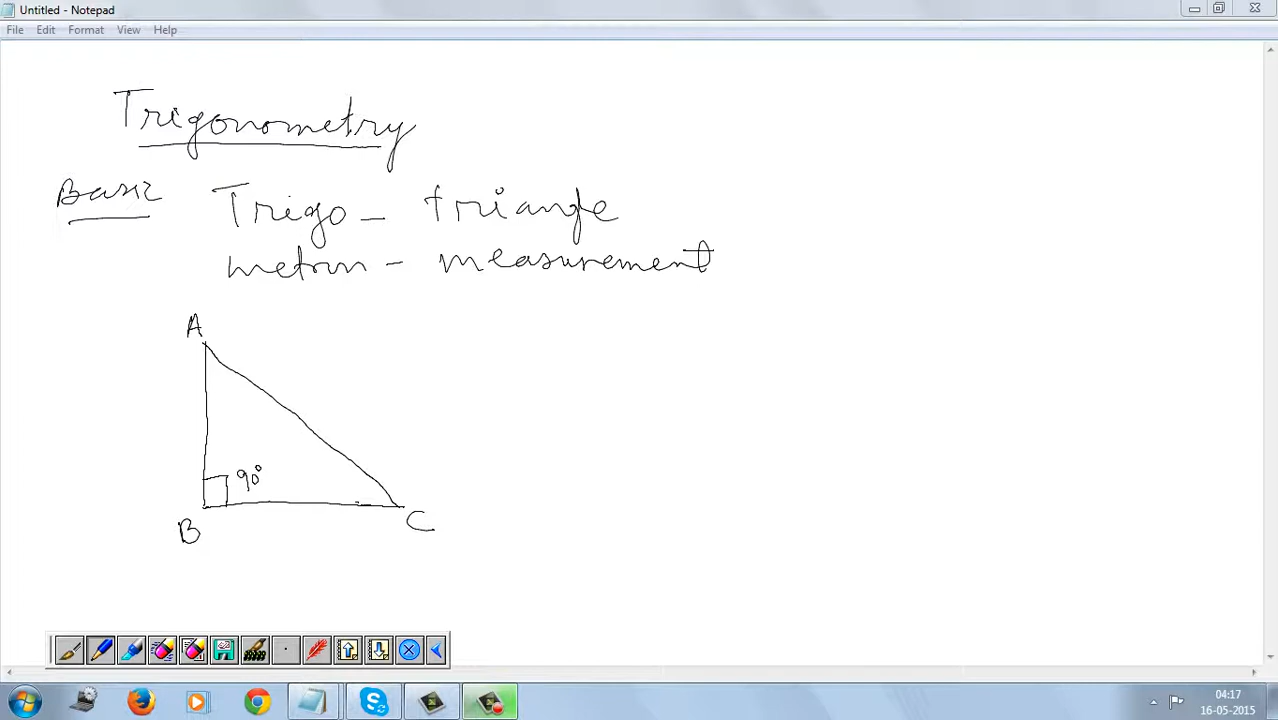 Untitled - Notepad
File Edit Format View Help
Trigonometry
Basic Trigo - triangle
metron - measurement
A
90°
B
C
04:17
16-05-2015